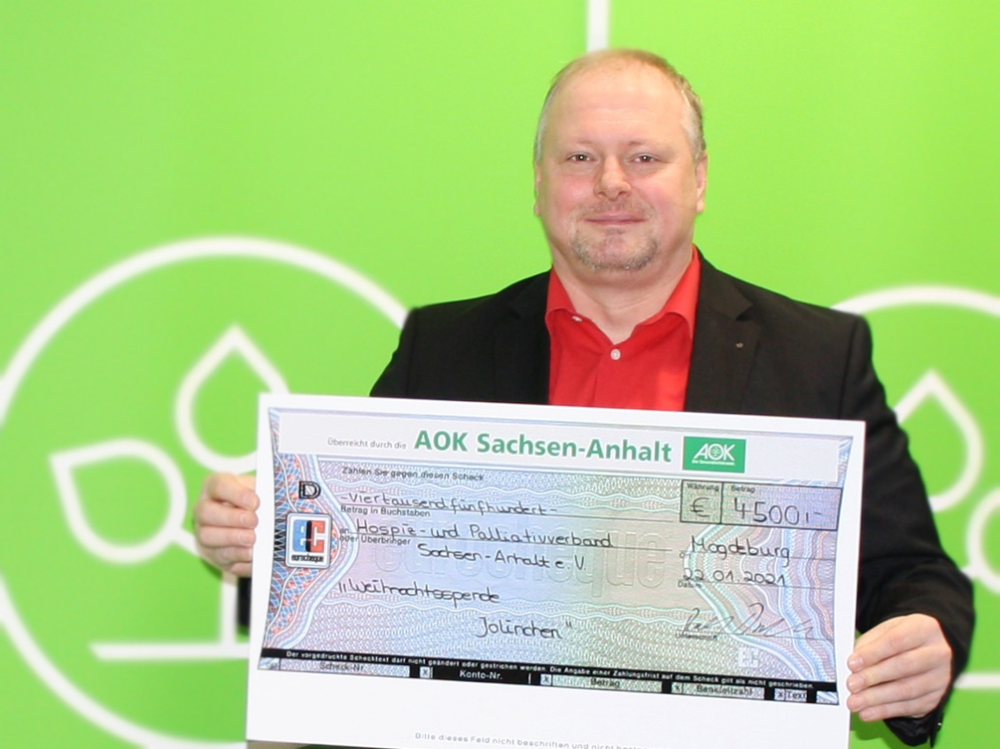 Überreicht durch die AOK Sachsen-Anhalt AOK
Die Gesundheitskasse.
Zahlen Sie gegen diesen Scheck
Währung Betrag
D -Viertausendfünfhundert- € 4500,-
Betrag in Buchstaben
an Hospiz- und Palliativverband Magdeburg
oder Überbringer Sachsen-Anhalt e.V. 22.01.2021
Datum
"Weihnachtsspende
Jolinchen"
Unterschrift
Der vorgedruckte Schecktext darf nicht geändert oder gestrichen werden. Die Angabe einer Zahlungsfrist auf dem Scheck gilt als nicht geschrieben.
Scheck-Nr. X Konto-Nr. X Betrag X Bankleitzahl X Text
Bitte dieses Feld nicht beschriften und nicht